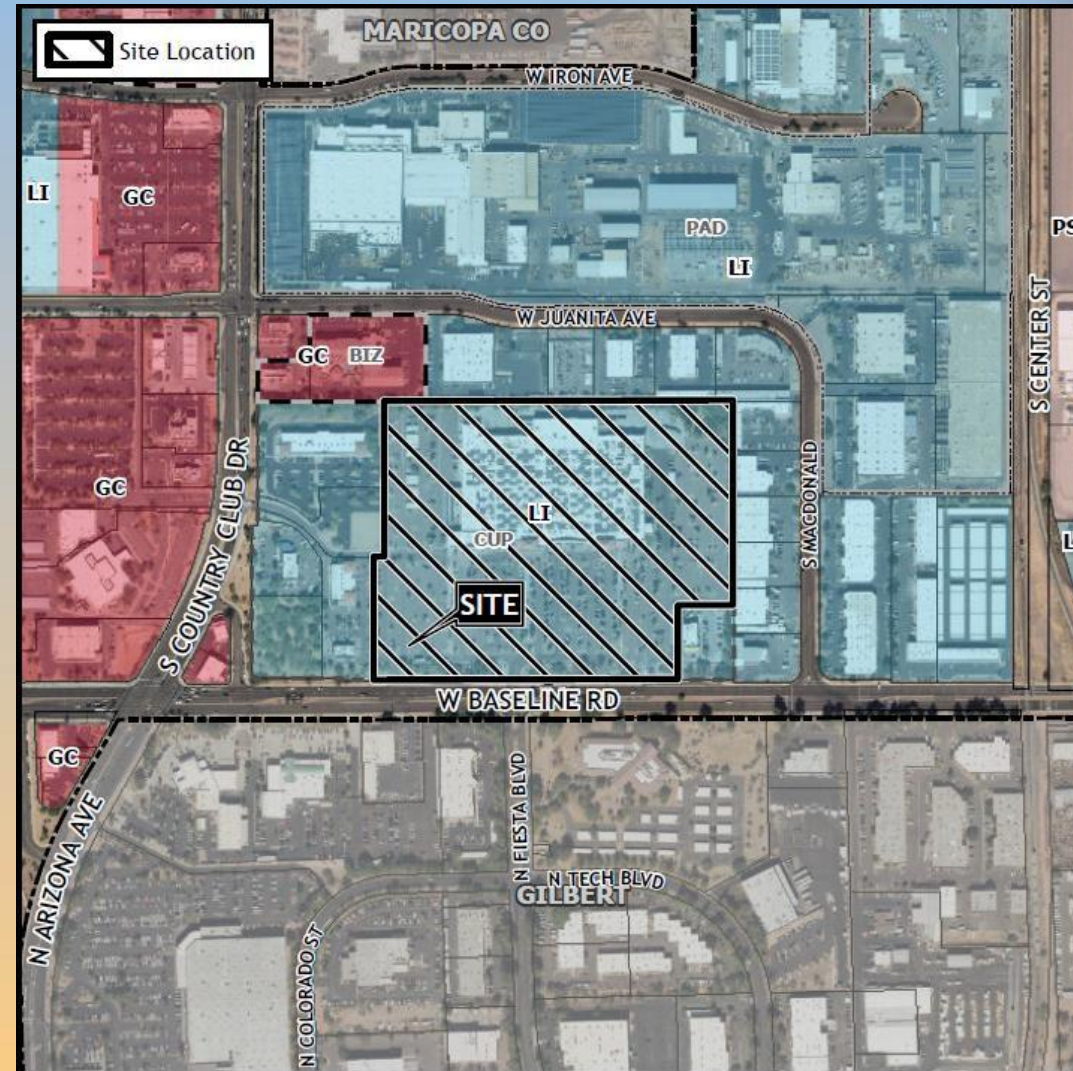 MARICOPA CO
Site Location
W IRON AVE
LI
GC
PAD
LI
PS
W JUANITA AVE
GC
BIZ
S CENTER ST
S COUNTRY CLUB DR
GC
LI
CUP
S MACDONALD
L
SITE
W BASELINE RD
GC
N ARIZONA AVE
N FIESTA BLVD
N TECH BLVD
GILBERT
N COLORADO ST